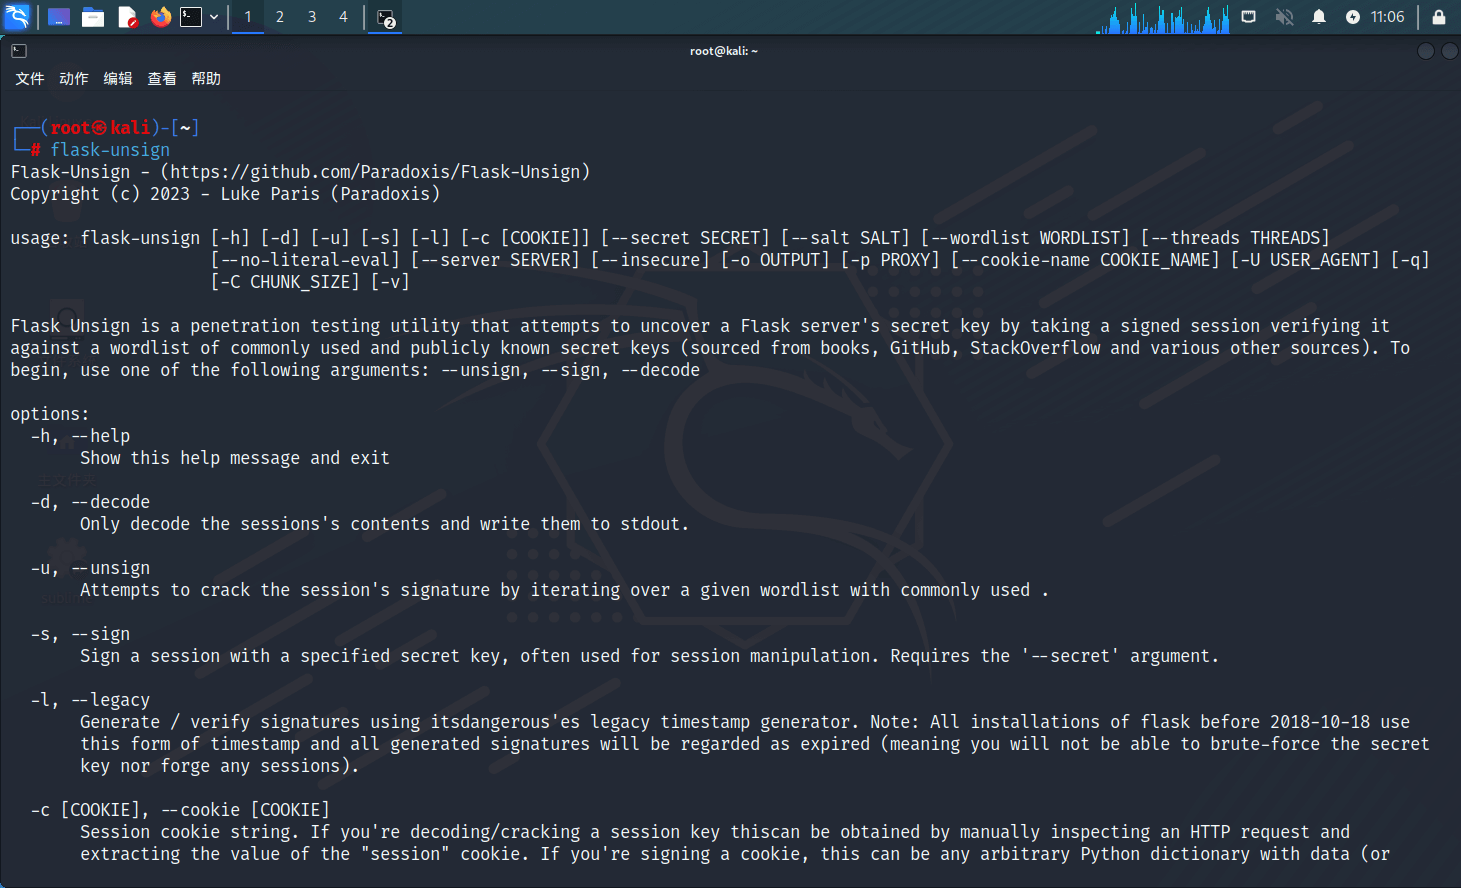 1 2 3 4 2 11:06
root@kali: ~
文件 动作 编辑 查看 帮助
┌──(root㉿kali)-[~]
└─# flask-unsign
Flask-Unsign - (https://github.com/Paradoxis/Flask-Unsign)
Copyright (c) 2023 - Luke Paris (Paradoxis)
usage: flask-unsign [-h] [-d] [-u] [-s] [-l] [-c [COOKIE]] [--secret SECRET] [--salt SALT] [--wordlist WORDLIST] [--threads THREADS]
[--no-literal-eval] [--server SERVER] [--insecure] [-o OUTPUT] [-p PROXY] [--cookie-name COOKIE_NAME] [-U USER_AGENT] [-q]
[-C CHUNK_SIZE] [-v]
Flask Unsign is a penetration testing utility that attempts to uncover a Flask server's secret key by taking a signed session verifying it
against a wordlist of commonly used and publicly known secret keys (sourced from books, GitHub, StackOverflow and various other sources). To
begin, use one of the following arguments: --unsign, --sign, --decode
options:
-h, --help
Show this help message and exit
-d, --decode
Only decode the sessions's contents and write them to stdout.
-u, --unsign
Attempts to crack the session's signature by iterating over a given wordlist with commonly used .
-s, --sign
Sign a session with a specified secret key, often used for session manipulation. Requires the '--secret' argument.
-l, --legacy
Generate / verify signatures using itsdangerous'es legacy timestamp generator. Note: All installations of flask before 2018-10-18 use
this form of timestamp and all generated signatures will be regarded as expired (meaning you will not be able to brute-force the secret
key nor forge any sessions).
-c [COOKIE], --cookie [COOKIE]
Session cookie string. If you're decoding/cracking a session key thiscan be obtained by manually inspecting an HTTP request and
extracting the value of the "session" cookie. If you're signing a cookie, this can be any arbitrary Python dictionary with data (or